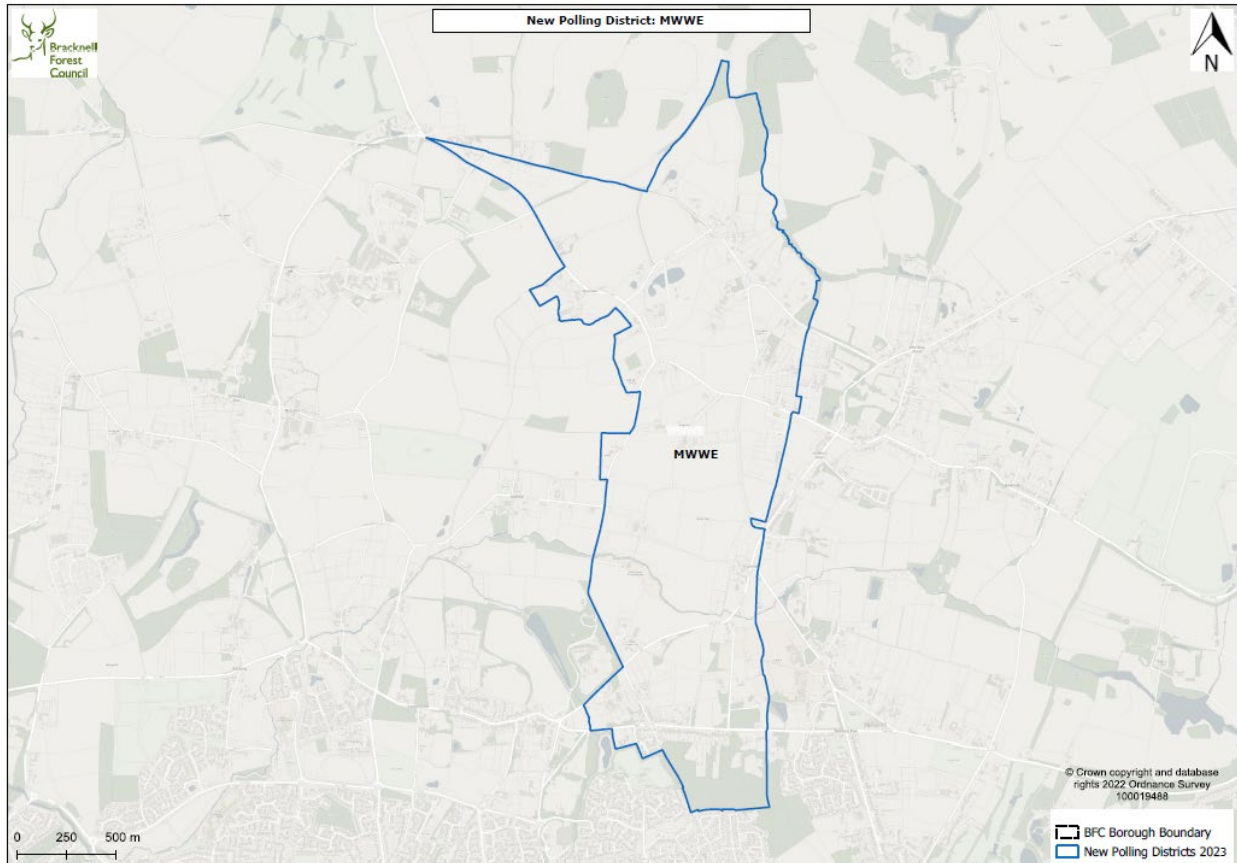 New Polling District: MWWE
Bracknell
Forest
Council
N
MWWE
© Crown copyright and database
rights 2022 Ordnance Survey
100019488
0 250 500 m
BFC Borough Boundary
New Polling Districts 2023